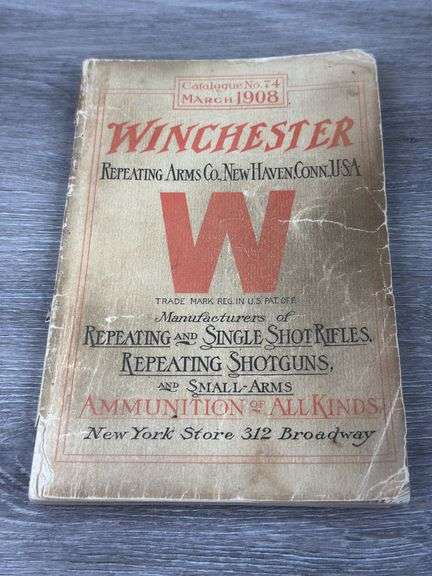 Catalogue No. 74
MARCH 1908
WINCHESTER
REPEATING ARMS CO. NEW HAVEN, CONN. U.S.A.
W
TRADE MARK REG. IN U.S. PAT. OFF.
Manufacturers of
REPEATING AND SINGLE SHOT RIFLES,
REPEATING SHOTGUNS,
AND SMALL-ARMS
AMMUNITION OF ALL KINDS.
New York Store 312 Broadway